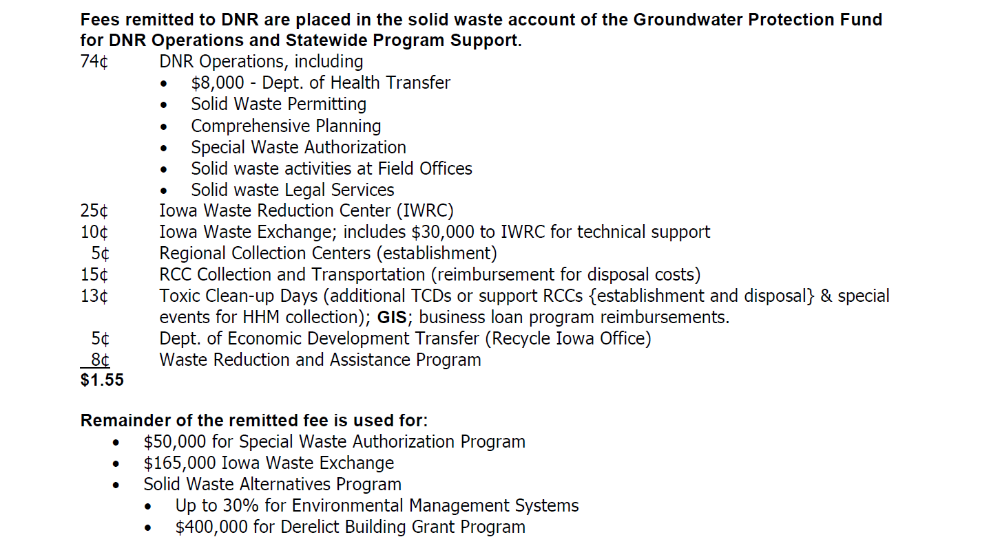 Fees remitted to DNR are placed in the solid waste account of the Groundwater Protection Fund
for DNR Operations and Statewide Program Support.
74¢ DNR Operations, including
• $8,000 - Dept. of Health Transfer
• Solid Waste Permitting
• Comprehensive Planning
• Special Waste Authorization
• Solid waste activities at Field Offices
• Solid waste Legal Services
25¢ Iowa Waste Reduction Center (IWRC)
10¢ Iowa Waste Exchange; includes $30,000 to IWRC for technical support
5¢ Regional Collection Centers (establishment)
15¢ RCC Collection and Transportation (reimbursement for disposal costs)
13¢ Toxic Clean-up Days (additional TCDs or support RCCs {establishment and disposal} & special
events for HHM collection); GIS; business loan program reimbursements.
5¢ Dept. of Economic Development Transfer (Recycle Iowa Office)
8¢ Waste Reduction and Assistance Program
$1.55
Remainder of the remitted fee is used for:
• $50,000 for Special Waste Authorization Program
• $165,000 Iowa Waste Exchange
• Solid Waste Alternatives Program
• Up to 30% for Environmental Management Systems
• $400,000 for Derelict Building Grant Program